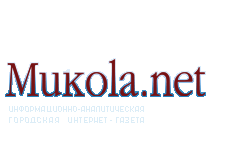 Mukola.net
ИНФОРМАЦИОННО-АНАЛИТИЧЕСКАЯ
ГОРОДСКАЯ ИНТЕРНЕТ-ГАЗЕТА